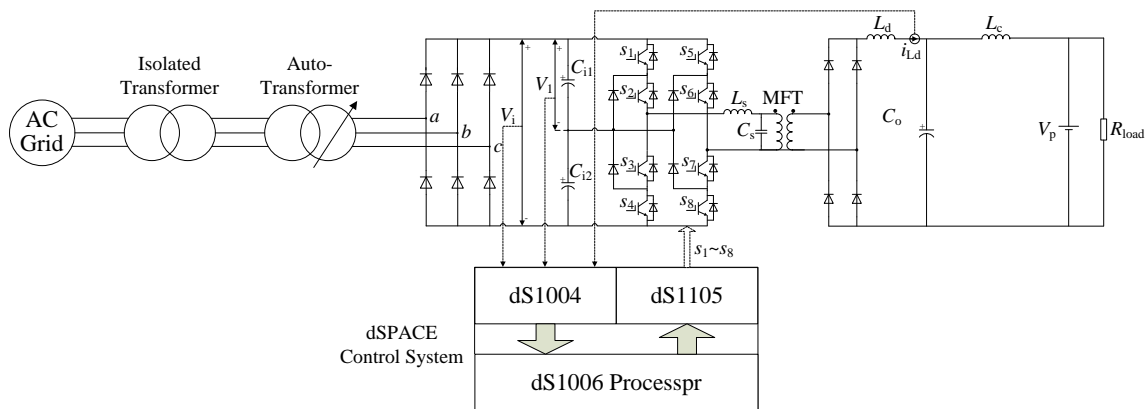 AC
Grid
Isolated
Transformer
Auto-
Transformer
a
b
c
Vi
V1
Ci1
Ci2
+
-
+
-
+
+
s1
s2
s3
s4
s5
s6
s7
s8
Ls
Cs
MFT
Ld
iLd
Lc
Co
+
Vp
Rload
s1~s8
dS1004
dS1105
dSPACE
Control System
dS1006 Processpr